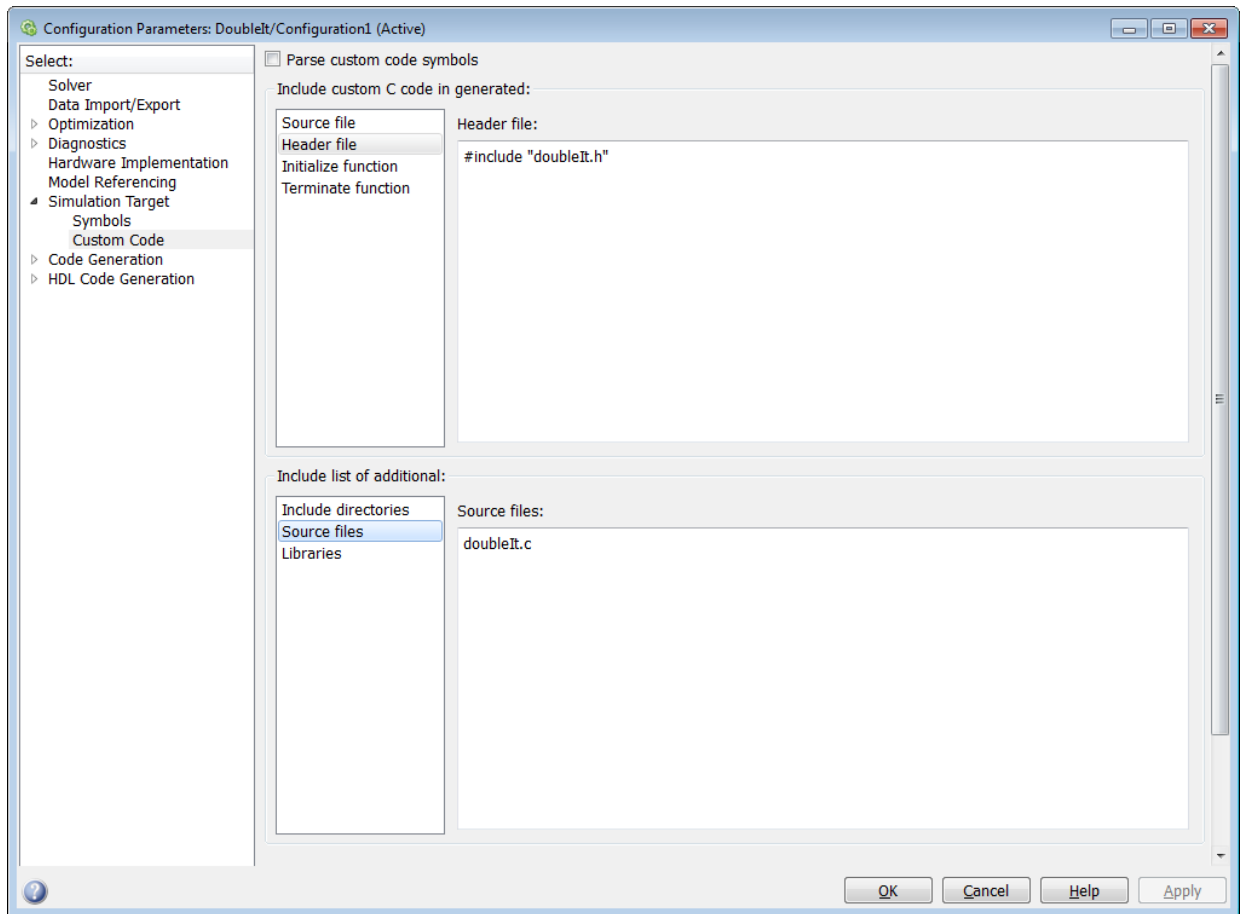 Configuration Parameters: DoubleIt/Configuration1 (Active)
Select:
Solver
Data Import/Export
Optimization
Diagnostics
Hardware Implementation
Model Referencing
Simulation Target
Symbols
Custom Code
Code Generation
HDL Code Generation
Parse custom code symbols
Include custom C code in generated:
Source file
Header file
Initialize function
Terminate function
Header file:
#include "doubleIt.h"
Include list of additional:
Include directories
Source files
Libraries
Source files:
doubleIt.c
OK
Cancel
Help
Apply